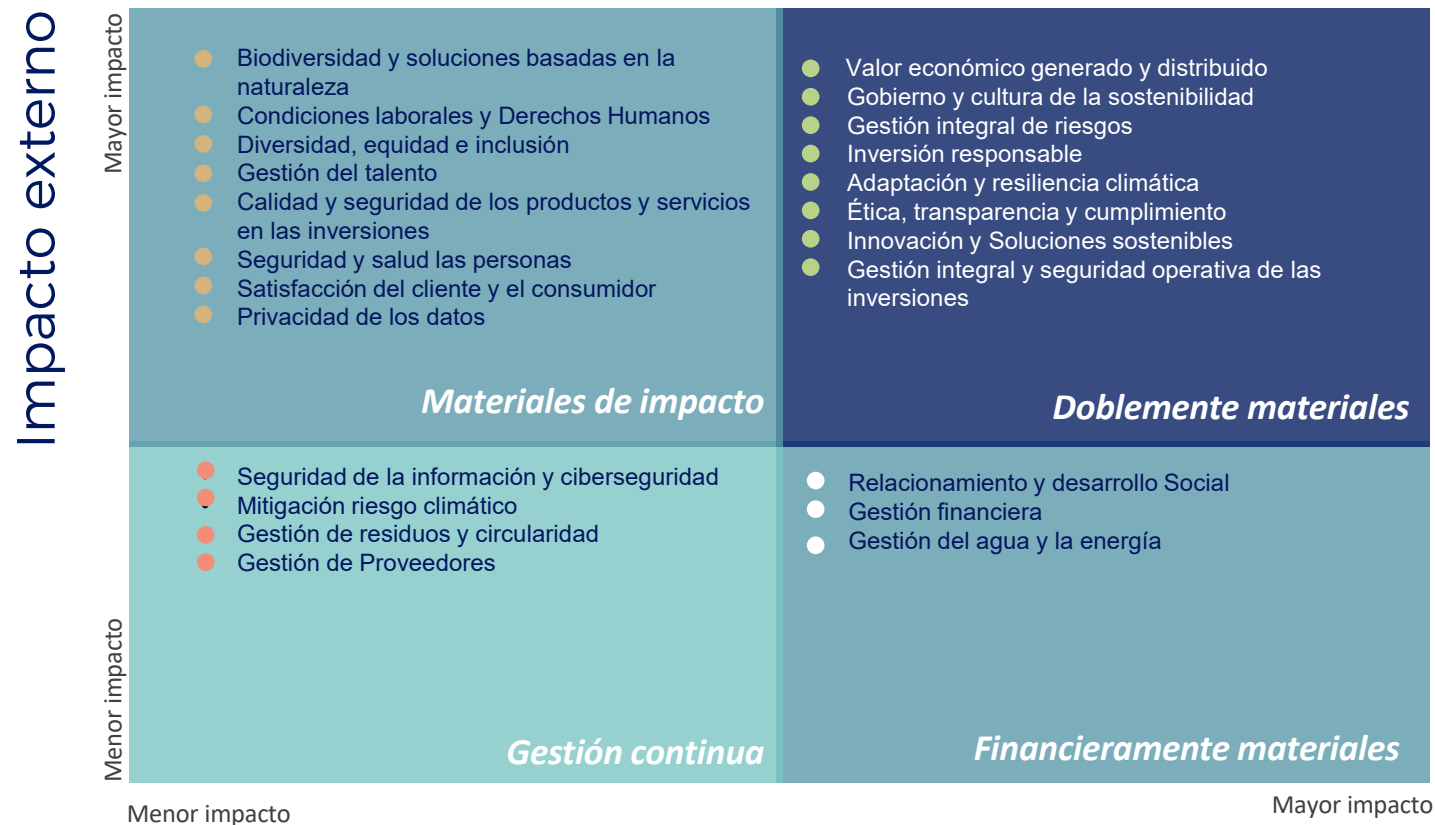 Impacto externo
Mayor impacto
Biodiversidad y soluciones basadas en la
naturaleza
Condiciones laborales y Derechos Humanos
Diversidad, equidad e inclusión
Gestión del talento
Calidad y seguridad de los productos y servicios
en las inversiones
Seguridad y salud las personas
Satisfacción del cliente y el consumidor
Privacidad de los datos
Materiales de impacto
Valor económico generado y distribuido
Gobierno y cultura de la sostenibilidad
Gestión integral de riesgos
Inversión responsable
Adaptación y resiliencia climática
Ética, transparencia y cumplimiento
Innovación y Soluciones sostenibles
Gestión integral y seguridad operativa de las
inversiones
Doblemente materiales
Menor impacto
Seguridad de la información y ciberseguridad
Mitigación riesgo climático
Gestión de residuos y circularidad
Gestión de Proveedores
Gestión continua
Relacionamiento y desarrollo Social
Gestión financiera
Gestión del agua y la energía
Financieramente materiales
Menor impacto
Mayor impacto